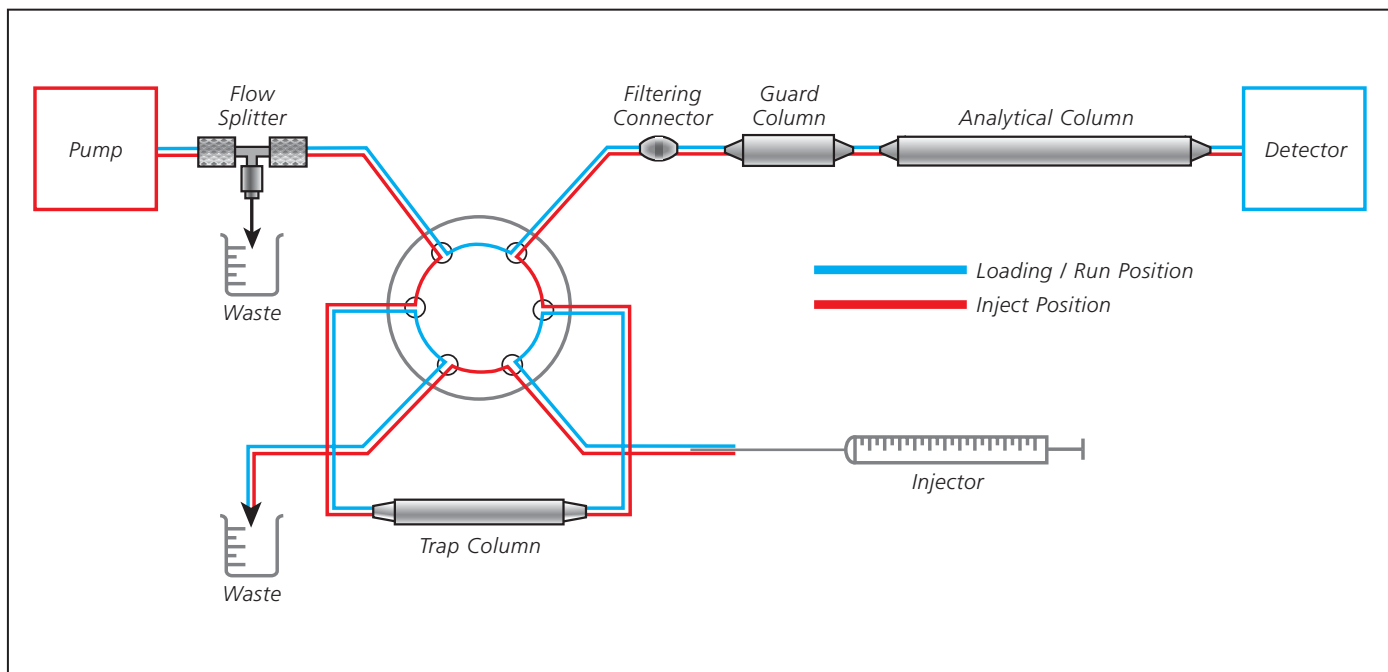 Pump
Flow
Splitter
Waste
Filtering
Connector
Guard
Column
Analytical Column
Detector
Loading / Run Position
Inject Position
Injector
Trap Column
Waste